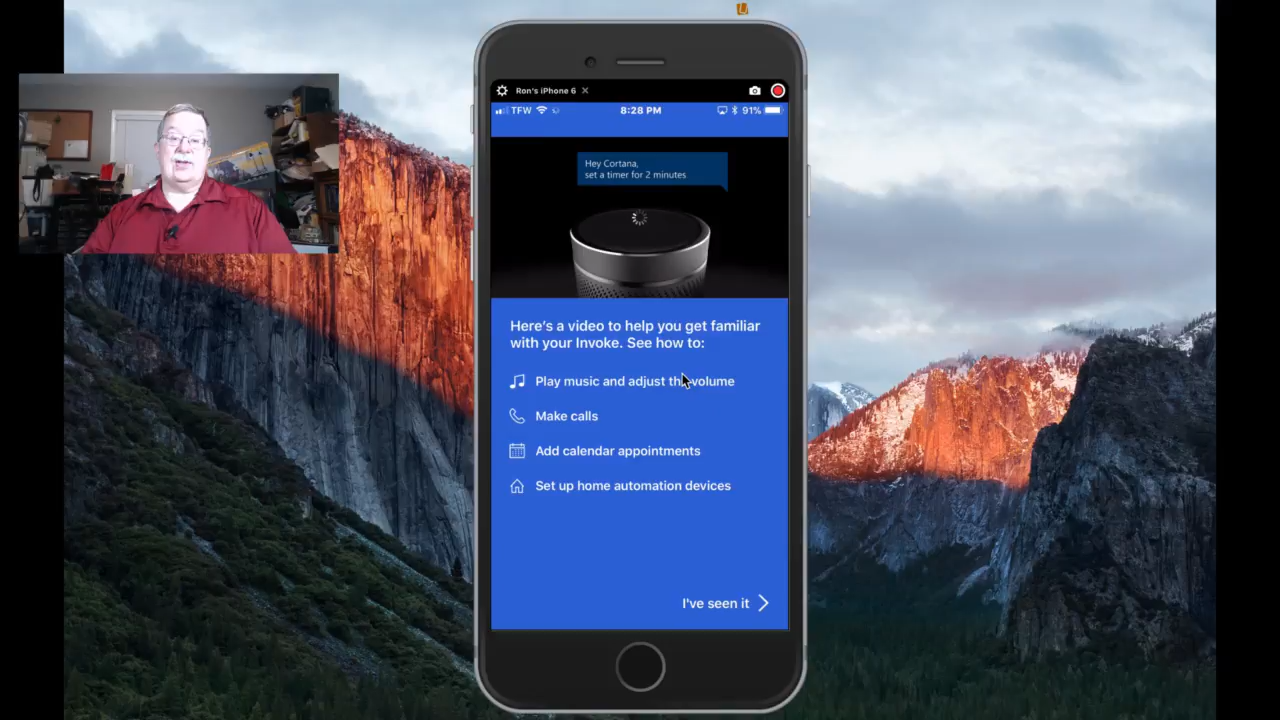 Ron's iPhone 6
TFW
8:28 PM
91%
Hey Cortana,
set a timer for 2 minutes
Here's a video to help you get familiar
with your Invoke. See how to:
Play music and adjust the volume
Make calls
Add calendar appointments
Set up home automation devices
I've seen it